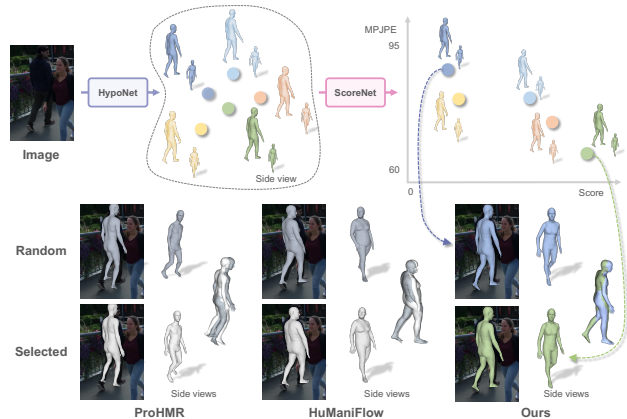 MPJPE
95
HypoNet
ScoreNet
Image
Side view
60
0
Score
Random
Selected
Side views
Side views
Side views
ProHMR
HuManiFlow
Ours